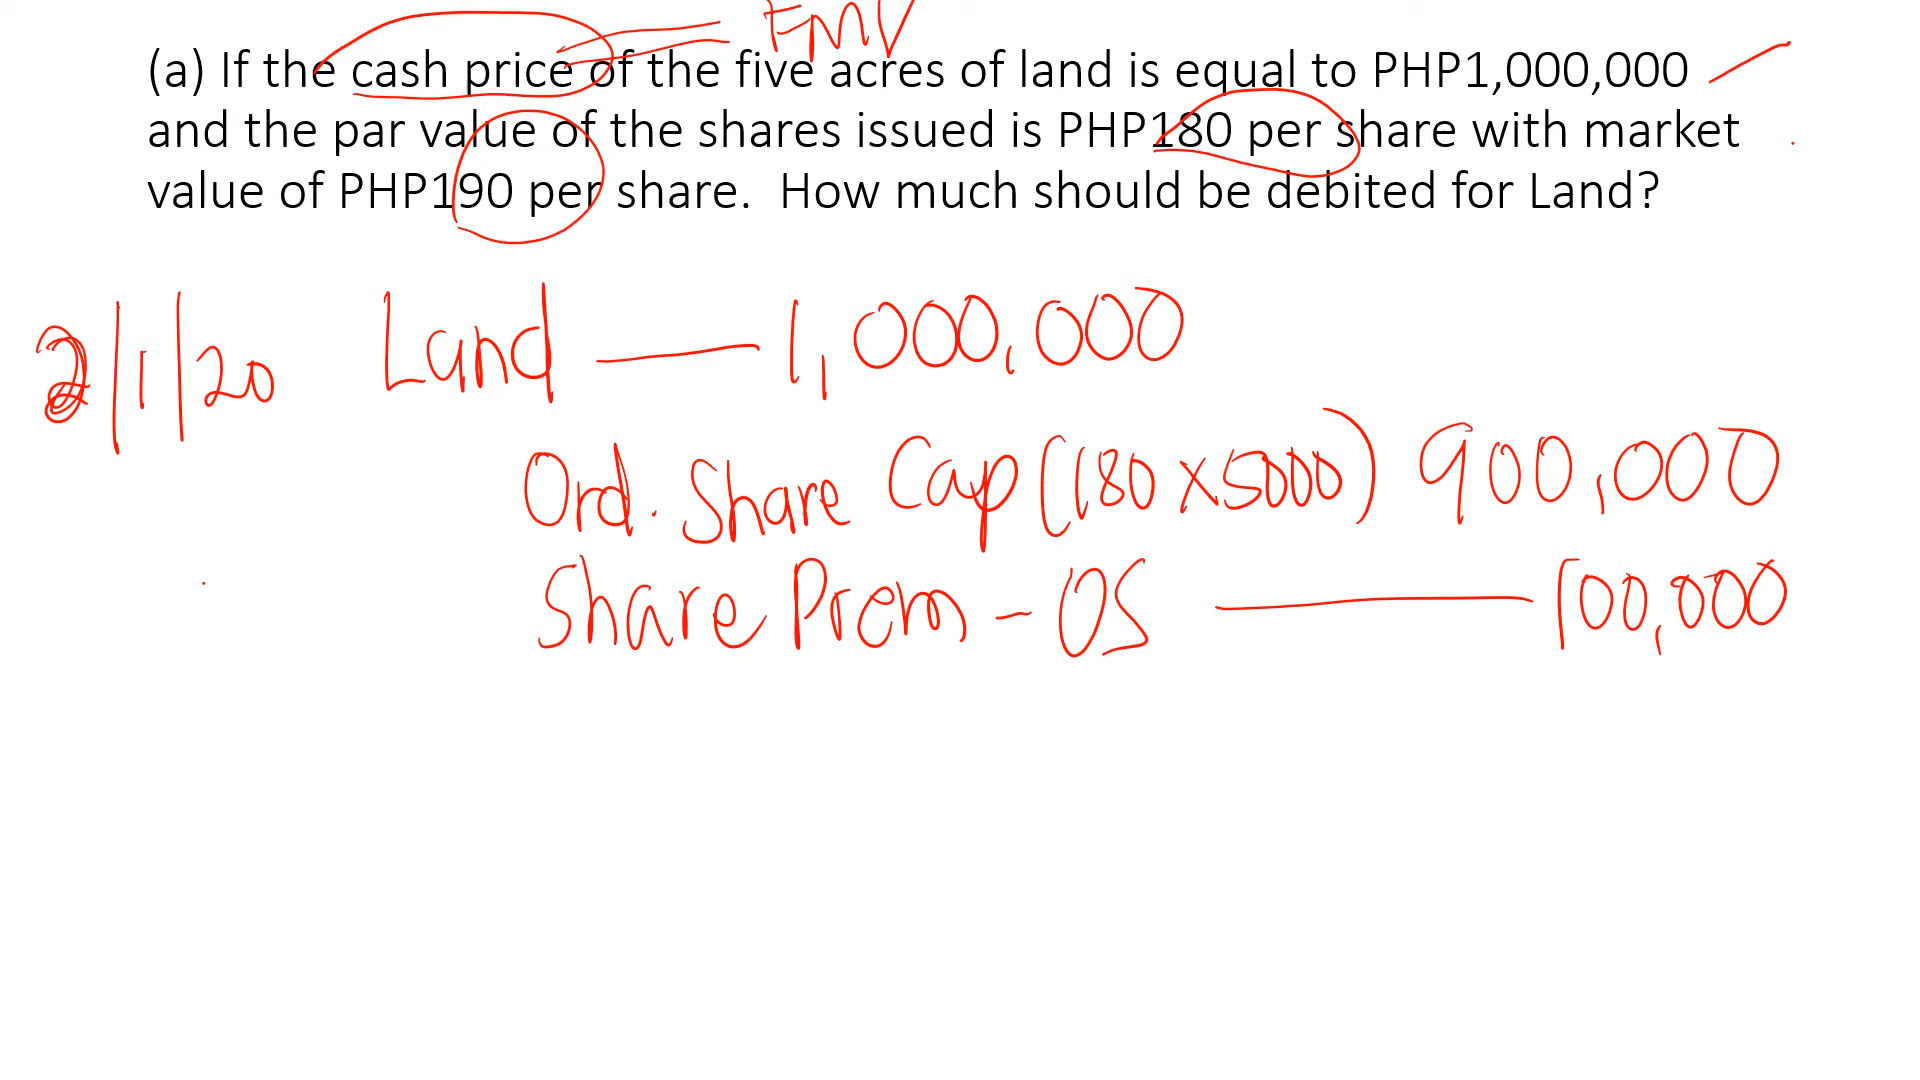 FMV
(a) If the cash price of the five acres of land is equal to PHP1,000,000
and the par value of the shares issued is PHP180 per share with market
value of PHP190 per share. How much should be debited for Land?
2/1/20 Land — 1,000,000
Ord. Share Cap (180 x 5000) 900,000
Share Prem - OS — 100,000